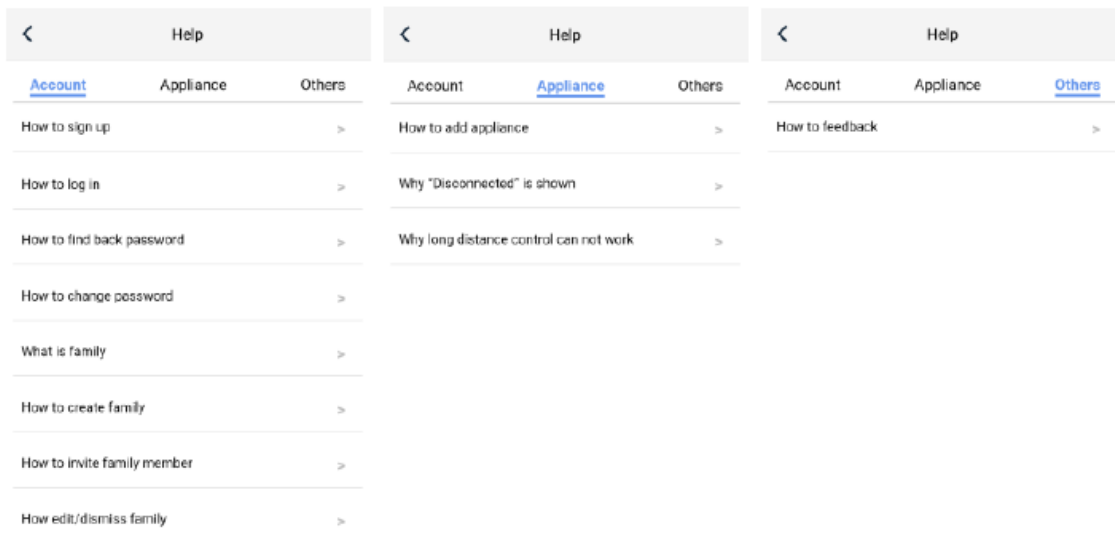 Help
Account Appliance Others
How to sign up >
How to log in >
How to find back password >
How to change password >
What is family >
How to create family >
How to invite family member >
How edit/dismiss family >
Help
Account Appliance Others
How to add appliance >
Why "Disconnected" is shown >
Why long distance control can not work >
Help
Account Appliance Others
How to feedback >